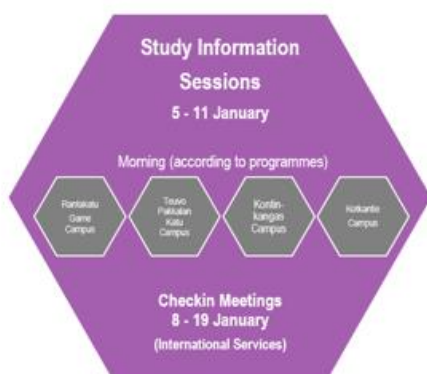 Study Information
Sessions
5 - 11 January
Morning (according to programmes)
Rantakatu
Game
Campus
Teuvo
Pakkalan
Katu
Campus
Kontin-
kangas
Campus
Kotkantie
Campus
Checkin Meetings
8 - 19 January
(International Services)